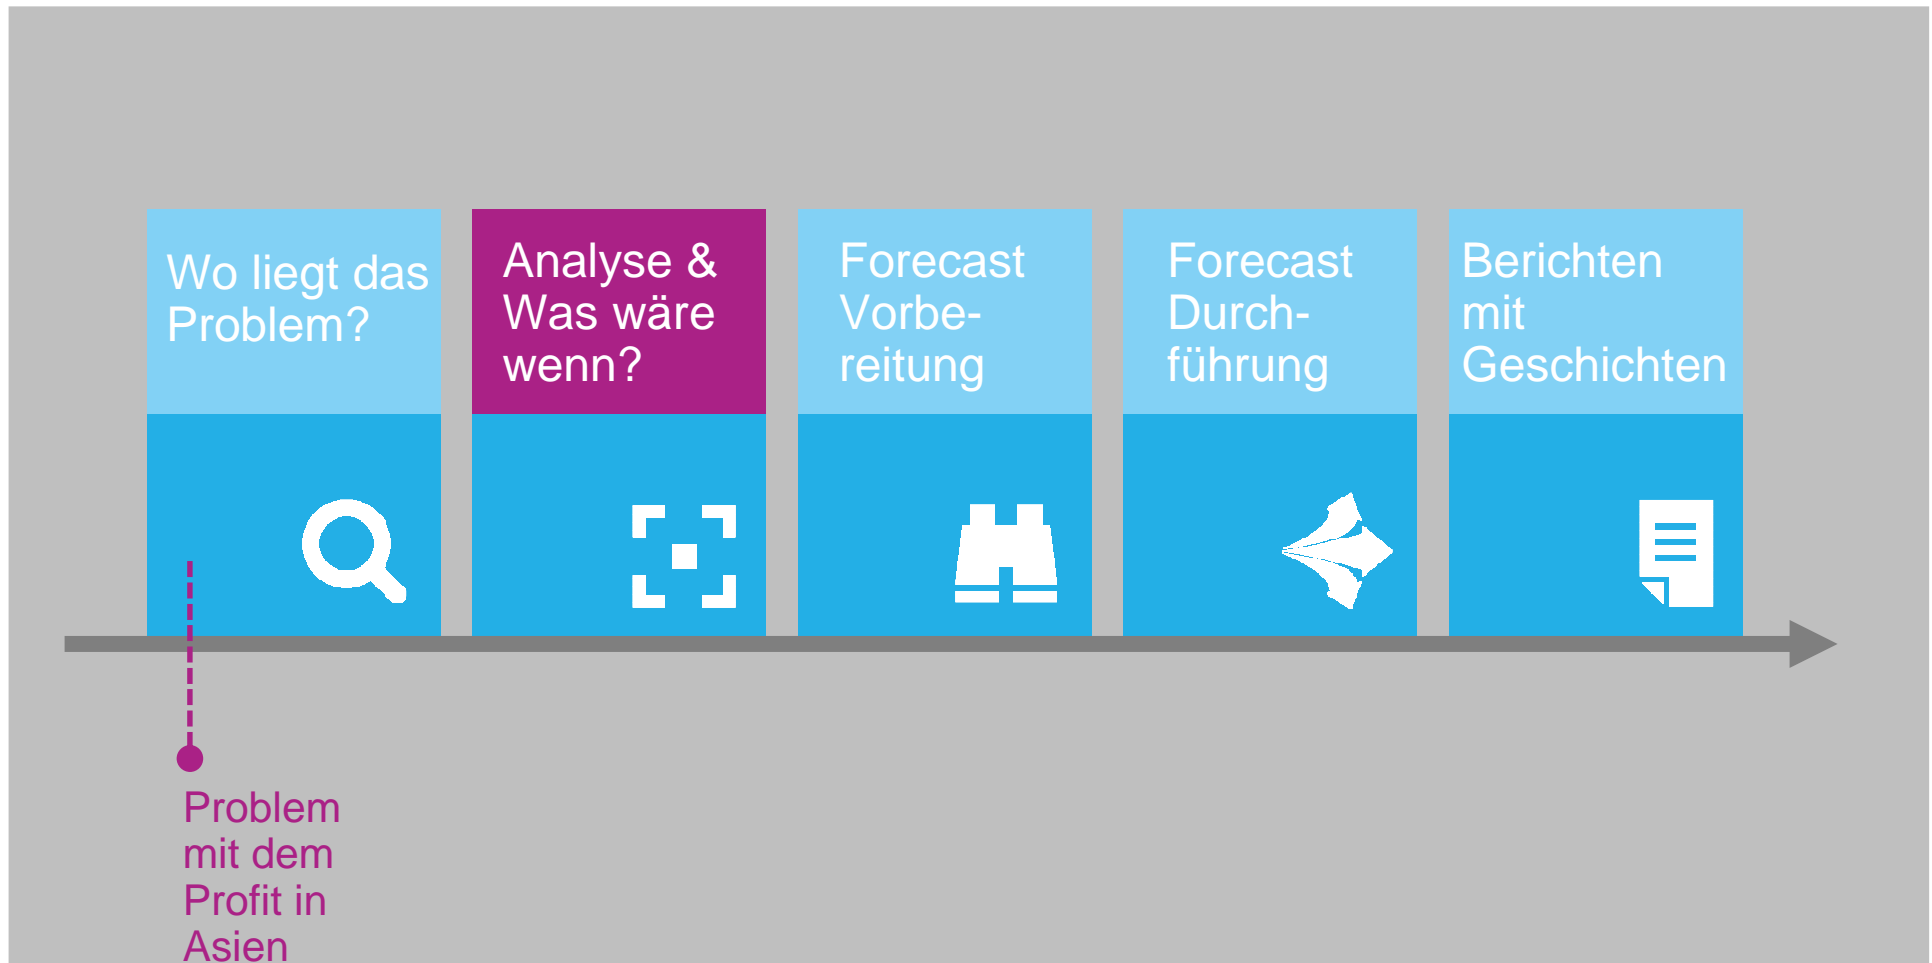 Wo liegt das
Problem?
Analyse &
Was wäre
wenn?
Forecast
Vorbe-
reitung
Forecast
Durch-
führung
Berichten
mit
Geschichten
Problem
mit dem
Profit in
Asien